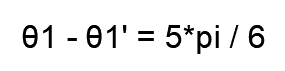 θ1 - θ1' = 5*pi / 6